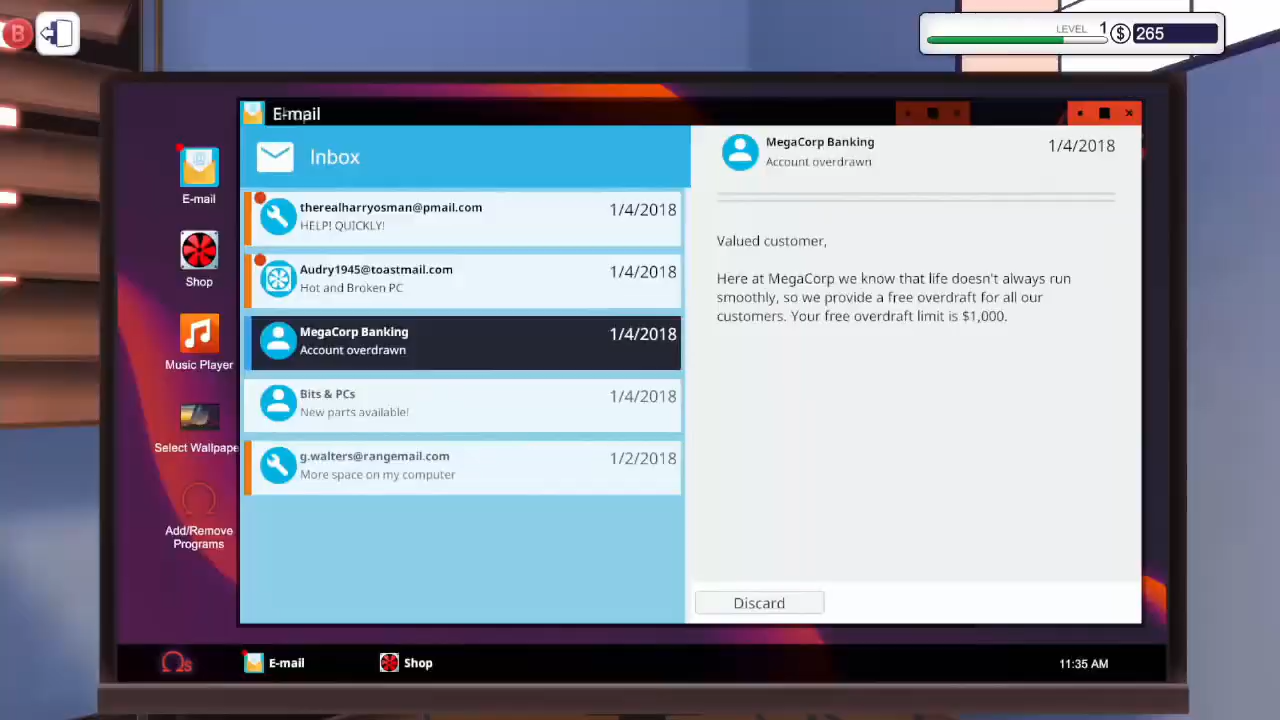 B
LEVEL 1
$ 265
E-mail
Inbox
therealharryosman@pmail.com 1/4/2018
HELP! QUICKLY!
Audry1945@toastmail.com 1/4/2018
Hot and Broken PC
MegaCorp Banking 1/4/2018
Account overdrawn
Bits & PCs 1/4/2018
New parts available!
g.walters@rangemail.com 1/2/2018
More space on my computer
MegaCorp Banking 1/4/2018
Account overdrawn
Valued customer,
Here at MegaCorp we know that life doesn't always run
smoothly, so we provide a free overdraft for all our
customers. Your free overdraft limit is $1,000.
Discard
E-mail
Shop
Music Player
Select Wallpape
Add/Remove
Programs
Ωs
E-mail
Shop
11:35 AM